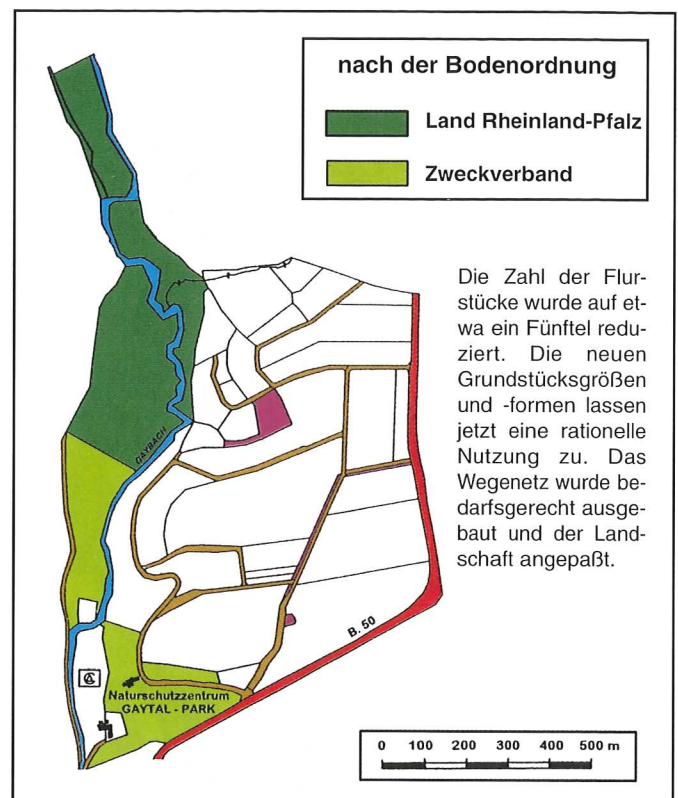 nach der Bodenordnung
Land Rheinland-Pfalz
Zweckverband
Die Zahl der Flur-
stücke wurde auf et-
wa ein Fünftel redu-
ziert. Die neuen
Grundstücksgrößen
und -formen lassen
jetzt eine rationelle
Nutzung zu. Das
Wegenetz wurde be-
darfsgerecht ausge-
baut und der Land-
schaft angepaßt.
GAYBACH
B. 50
Naturschutzzentrum
GAYTAL - PARK
0 100 200 300 400 500 m